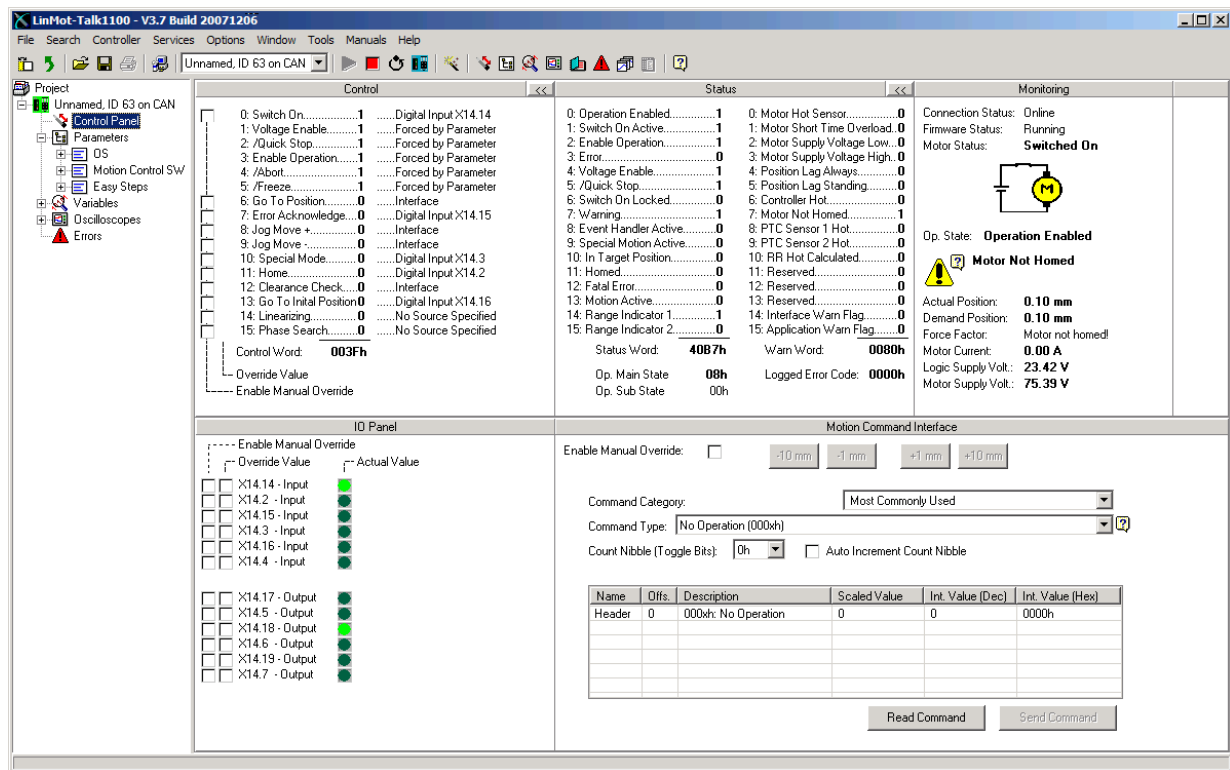 LinMot-Talk1100 - V3.7 Build 20071206
File Search Controller Services Options Window Tools Manuals Help
Unnamed, ID 63 on CAN
Project
Unnamed, ID 63 on CAN
Control Panel
Parameters
OS
Motion Control SW
Easy Steps
Variables
Oscilloscopes
Errors
Control <<
0: Switch On................1 ......Digital Input X14.14
1: Voltage Enable.........1 ......Forced by Parameter
2: /Quick Stop..............1 ......Forced by Parameter
3: Enable Operation......1 ......Forced by Parameter
4: /Abort......................1 ......Forced by Parameter
5: /Freeze....................1 ......Forced by Parameter
6: Go To Position..........0 ......Interface
7: Error Acknowledge....0 ......Digital Input X14.15
8: Jog Move +..............0 ......Interface
9: Jog Move -...............0 ......Interface
10: Special Mode..........0 ......Digital Input X14.3
11: Home.....................0 ......Digital Input X14.2
12: Clearance Check.....0 ......Interface
13: Go To Inital Position0 ......Digital Input X14.16
14: Linearizing..............0 ......No Source Specified
15: Phase Search.........0 ......No Source Specified
Control Word: 003Fh
Override Value
Enable Manual Override
Status <<
0: Operation Enabled............1
1: Switch On Active..............1
2: Enable Operation..............1
3: Error................................0
4: Voltage Enable.................1
5: /Quick Stop......................1
6: Switch On Locked.............0
7: Warning...........................1
8: Event Handler Active.........0
9: Special Motion Active........0
10: In Target Position............0
11: Homed...........................0
12: Fatal Error.......................0
13: Motion Active..................0
14: Range Indicator 1............1
15: Range Indicator 2............0
Status Word: 40B7h
Op. Main State 08h
Op. Sub State 00h
0: Motor Hot Sensor..............0
1: Motor Short Time Overload..0
2: Motor Supply Voltage Low...0
3: Motor Supply Voltage High..0
4: Position Lag Always...........0
5: Position Lag Standing.........0
6: Controller Hot....................0
7: Motor Not Homed..............1
8: PTC Sensor 1 Hot..............0
9: PTC Sensor 2 Hot..............0
10: RR Hot Calculated...........0
11: Reserved........................0
12: Reserved........................0
13: Reserved........................0
14: Interface Warn Flag.........0
15: Application Warn Flag......0
Warn Word: 0080h
Logged Error Code: 0000h
Monitoring
Connection Status: Online
Firmware Status: Running
Motor Status: Switched On
M
Op. State: Operation Enabled
Motor Not Homed
Actual Position: 0.10 mm
Demand Position: 0.10 mm
Force Factor: Motor not homed!
Motor Current: 0.00 A
Logic Supply Volt.: 23.42 V
Motor Supply Volt.: 75.39 V
IO Panel
Enable Manual Override
Override Value Actual Value
X14.14 - Input
X14.2 - Input
X14.15 - Input
X14.3 - Input
X14.16 - Input
X14.4 - Input
X14.17 - Output
X14.5 - Output
X14.18 - Output
X14.6 - Output
X14.19 - Output
X14.7 - Output
Motion Command Interface
Enable Manual Override: -10 mm -1 mm +1 mm +10 mm
Command Category: Most Commonly Used
Command Type: No Operation (000xh)
Count Nibble (Toggle Bits): 0h Auto Increment Count Nibble
Name Offs. Description Scaled Value Int. Value (Dec) Int. Value (Hex)
Header 0 000xh: No Operation 0 0 0000h
Read Command Send Command